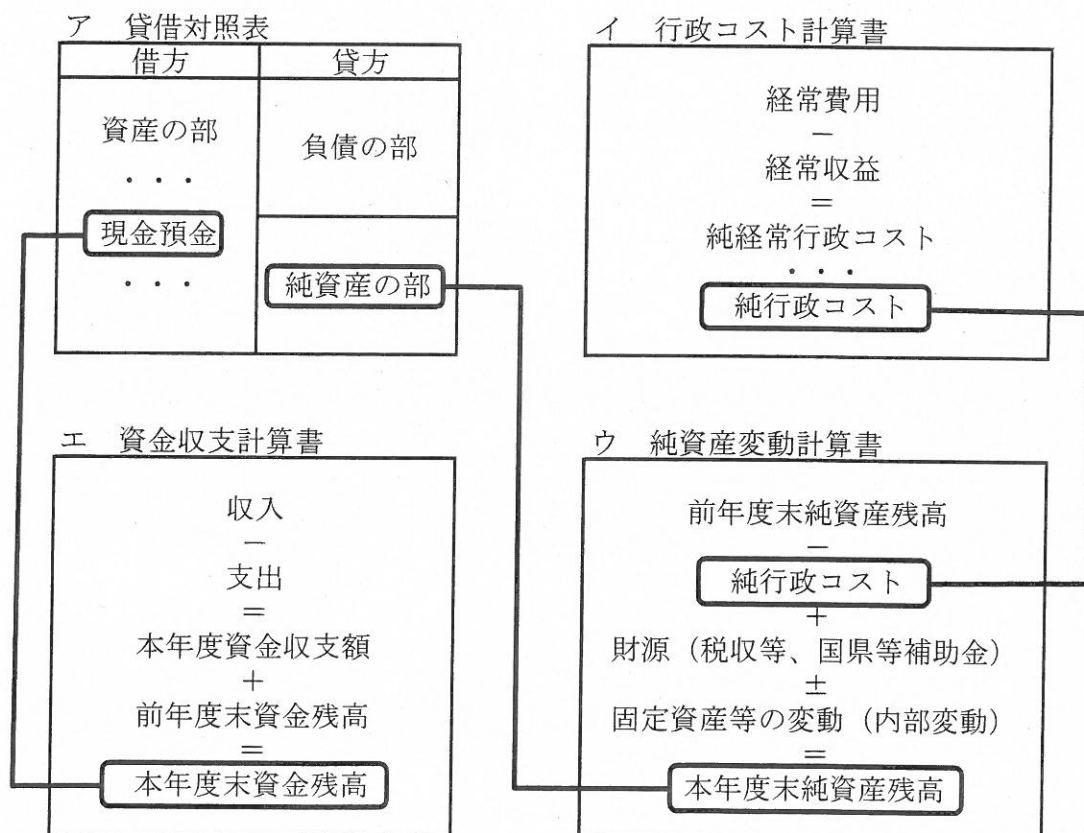 ア 貸借対照表
借方 貸方
資産の部
・・・
現金預金
・・・
負債の部
純資産の部
イ 行政コスト計算書
経常費用
－
経常収益
＝
純経常行政コスト
・・・
純行政コスト
エ 資金収支計算書
収入
－
支出
＝
本年度資金収支額
＋
前年度末資金残高
＝
本年度末資金残高
ウ 純資産変動計算書
前年度末純資産残高
－
純行政コスト
＋
財源（税収等、国県等補助金）
±
固定資産等の変動（内部変動）
＝
本年度末純資産残高